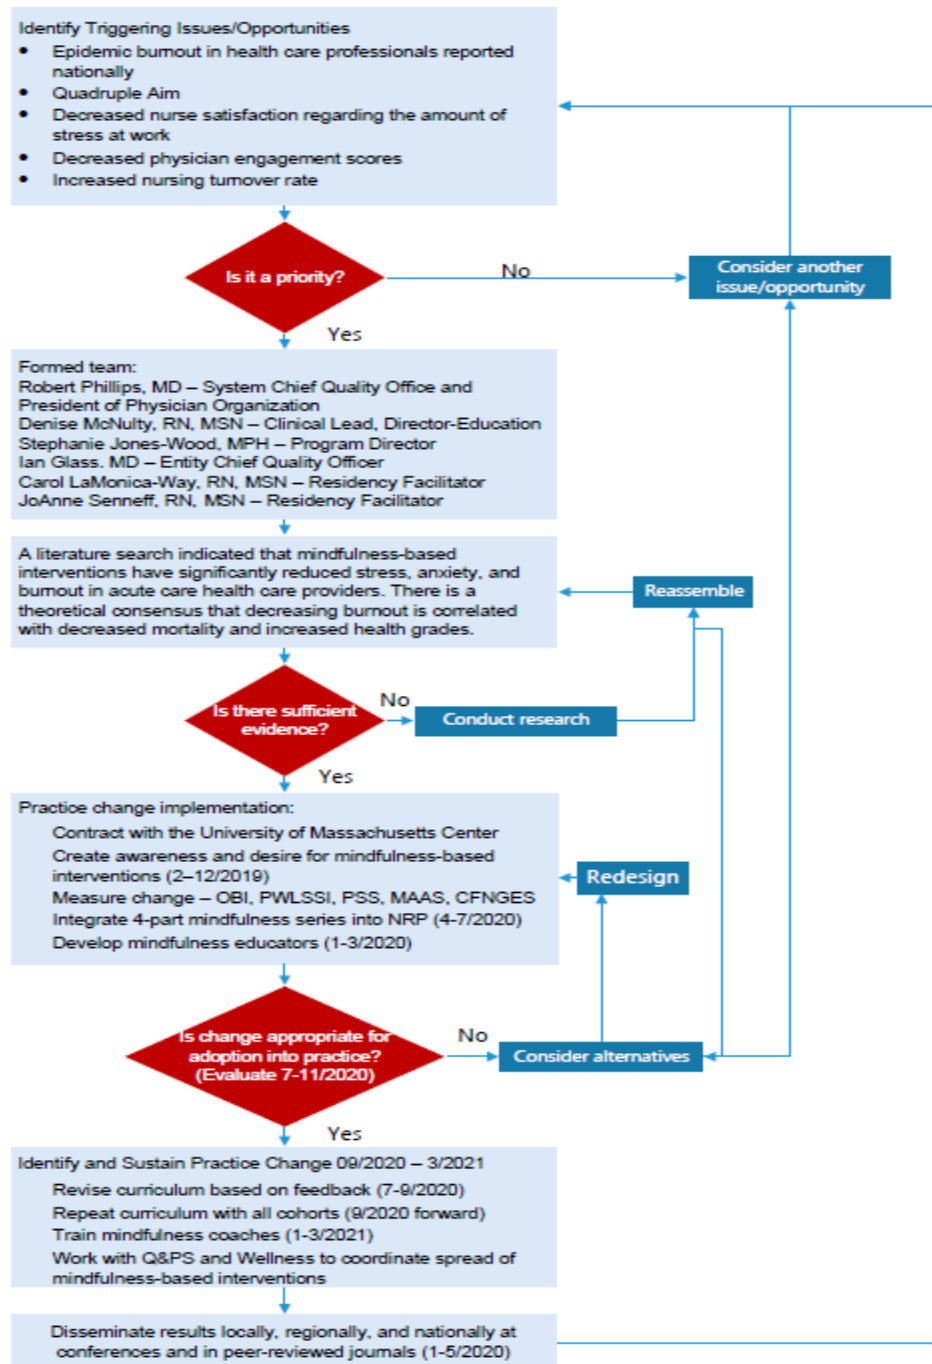 Identify Triggering Issues/Opportunities
• Epidemic burnout in health care professionals reported
nationally
• Quadruple Aim
• Decreased nurse satisfaction regarding the amount of
stress at work
• Decreased physician engagement scores
• Increased nursing turnover rate
Is it a priority?
No
Consider another
issue/opportunity
Yes
Formed team:
Robert Phillips, MD – System Chief Quality Office and
President of Physician Organization
Denise McNulty, RN, MSN – Clinical Lead, Director-Education
Stephanie Jones-Wood, MPH – Program Director
Ian Glass. MD – Entity Chief Quality Officer
Carol LaMonica-Way, RN, MSN – Residency Facilitator
JoAnne Senneff, RN, MSN – Residency Facilitator
A literature search indicated that mindfulness-based
interventions have significantly reduced stress, anxiety, and
burnout in acute care health care providers. There is a
theoretical consensus that decreasing burnout is correlated
with decreased mortality and increased health grades.
Reassemble
Is there sufficient
evidence?
No
Conduct research
Yes
Practice change implementation:
Contract with the University of Massachusetts Center
Create awareness and desire for mindfulness-based
interventions (2–12/2019)
Measure change – OBI, PWLSSI, PSS, MAAS, CFNGES
Integrate 4-part mindfulness series into NRP (4-7/2020)
Develop mindfulness educators (1-3/2020)
Redesign
Is change appropriate for
adoption into practice?
(Evaluate 7-11/2020)
No
Consider alternatives
Yes
Identify and Sustain Practice Change 09/2020 – 3/2021
Revise curriculum based on feedback (7-9/2020)
Repeat curriculum with all cohorts (9/2020 forward)
Train mindfulness coaches (1-3/2021)
Work with Q&PS and Wellness to coordinate spread of
mindfulness-based interventions
Disseminate results locally, regionally, and nationally at
conferences and in peer-reviewed journals (1-5/2020)